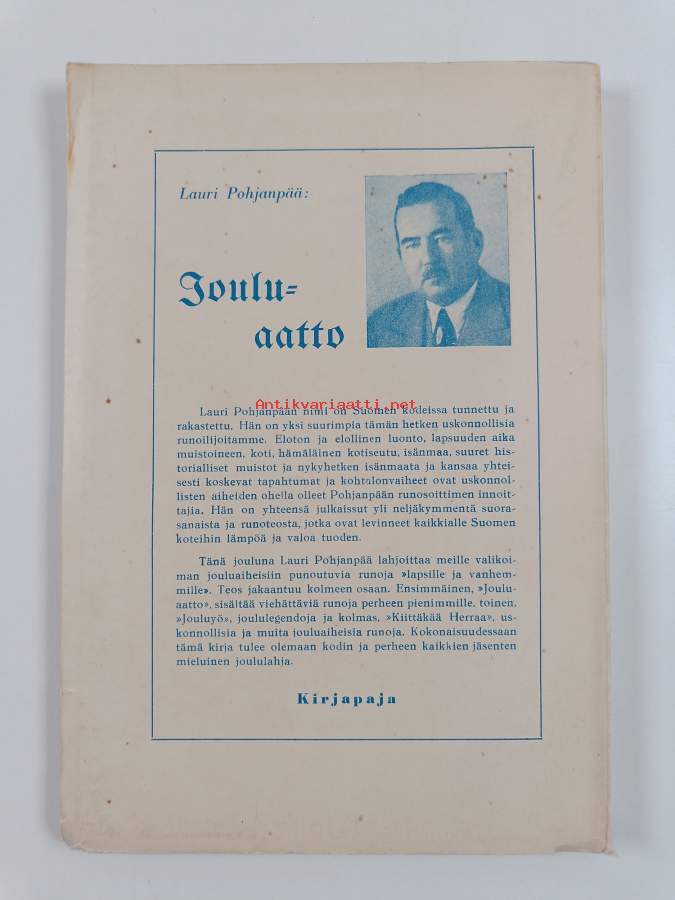 Lauri Pohjanpää:
Joulu-
aatto
Antikvariaatti.net
Lauri Pohjanpään nimi on Suomen kodeissa tunnettu ja
rakastettu. Hän on yksi suurimpia tämän hetken uskonnollisia
runoilijoitamme. Eloton ja elollinen luonto, lapsuuden aika
muistoineen, koti, hämäläinen kotiseutu, isänmaa, suuret his-
torialliset muistot ja nykyhetken isänmaata ja kansaa yhtei-
sesti koskevat tapahtumat ja kohtalonvaiheet ovat uskonnol-
listen aiheiden ohella olleet Pohjanpään runosoittimen innoit-
tajia. Hän on yhteensä julkaissut yli neljäkymmentä suora-
sanaista ja runoteosta, jotka ovat levinneet kaikkialle Suomen
koteihin lämpöä ja valoa tuoden.
Tänä jouluna Lauri Pohjanpää lahjoittaa meille valikoi-
man jouluaiheisiin punoutuvia runoja »lapsille ja vanhem-
mille». Teos jakaantuu kolmeen osaan. Ensimmäinen, »Joulu-
aatto», sisältää viehättäviä runoja perheen pienimmille, toinen,
»Jouluyö», joululegendoja ja kolmas, »Kiittäkää Herraa», us-
konnollisia ja muita jouluaiheisia runoja. Kokonaisuudessaan
tämä kirja tulee olemaan kodin ja perheen kaikkien jäsenten
mieluinen joululahja.
Kirjapaja